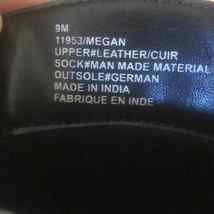 9M
11953/MEGAN
UPPER#LEATHER/CUIR
SOCK#MAN MADE MATERIAL
OUTSOLE#GERMAN
MADE IN INDIA
FABRIQUE EN INDE